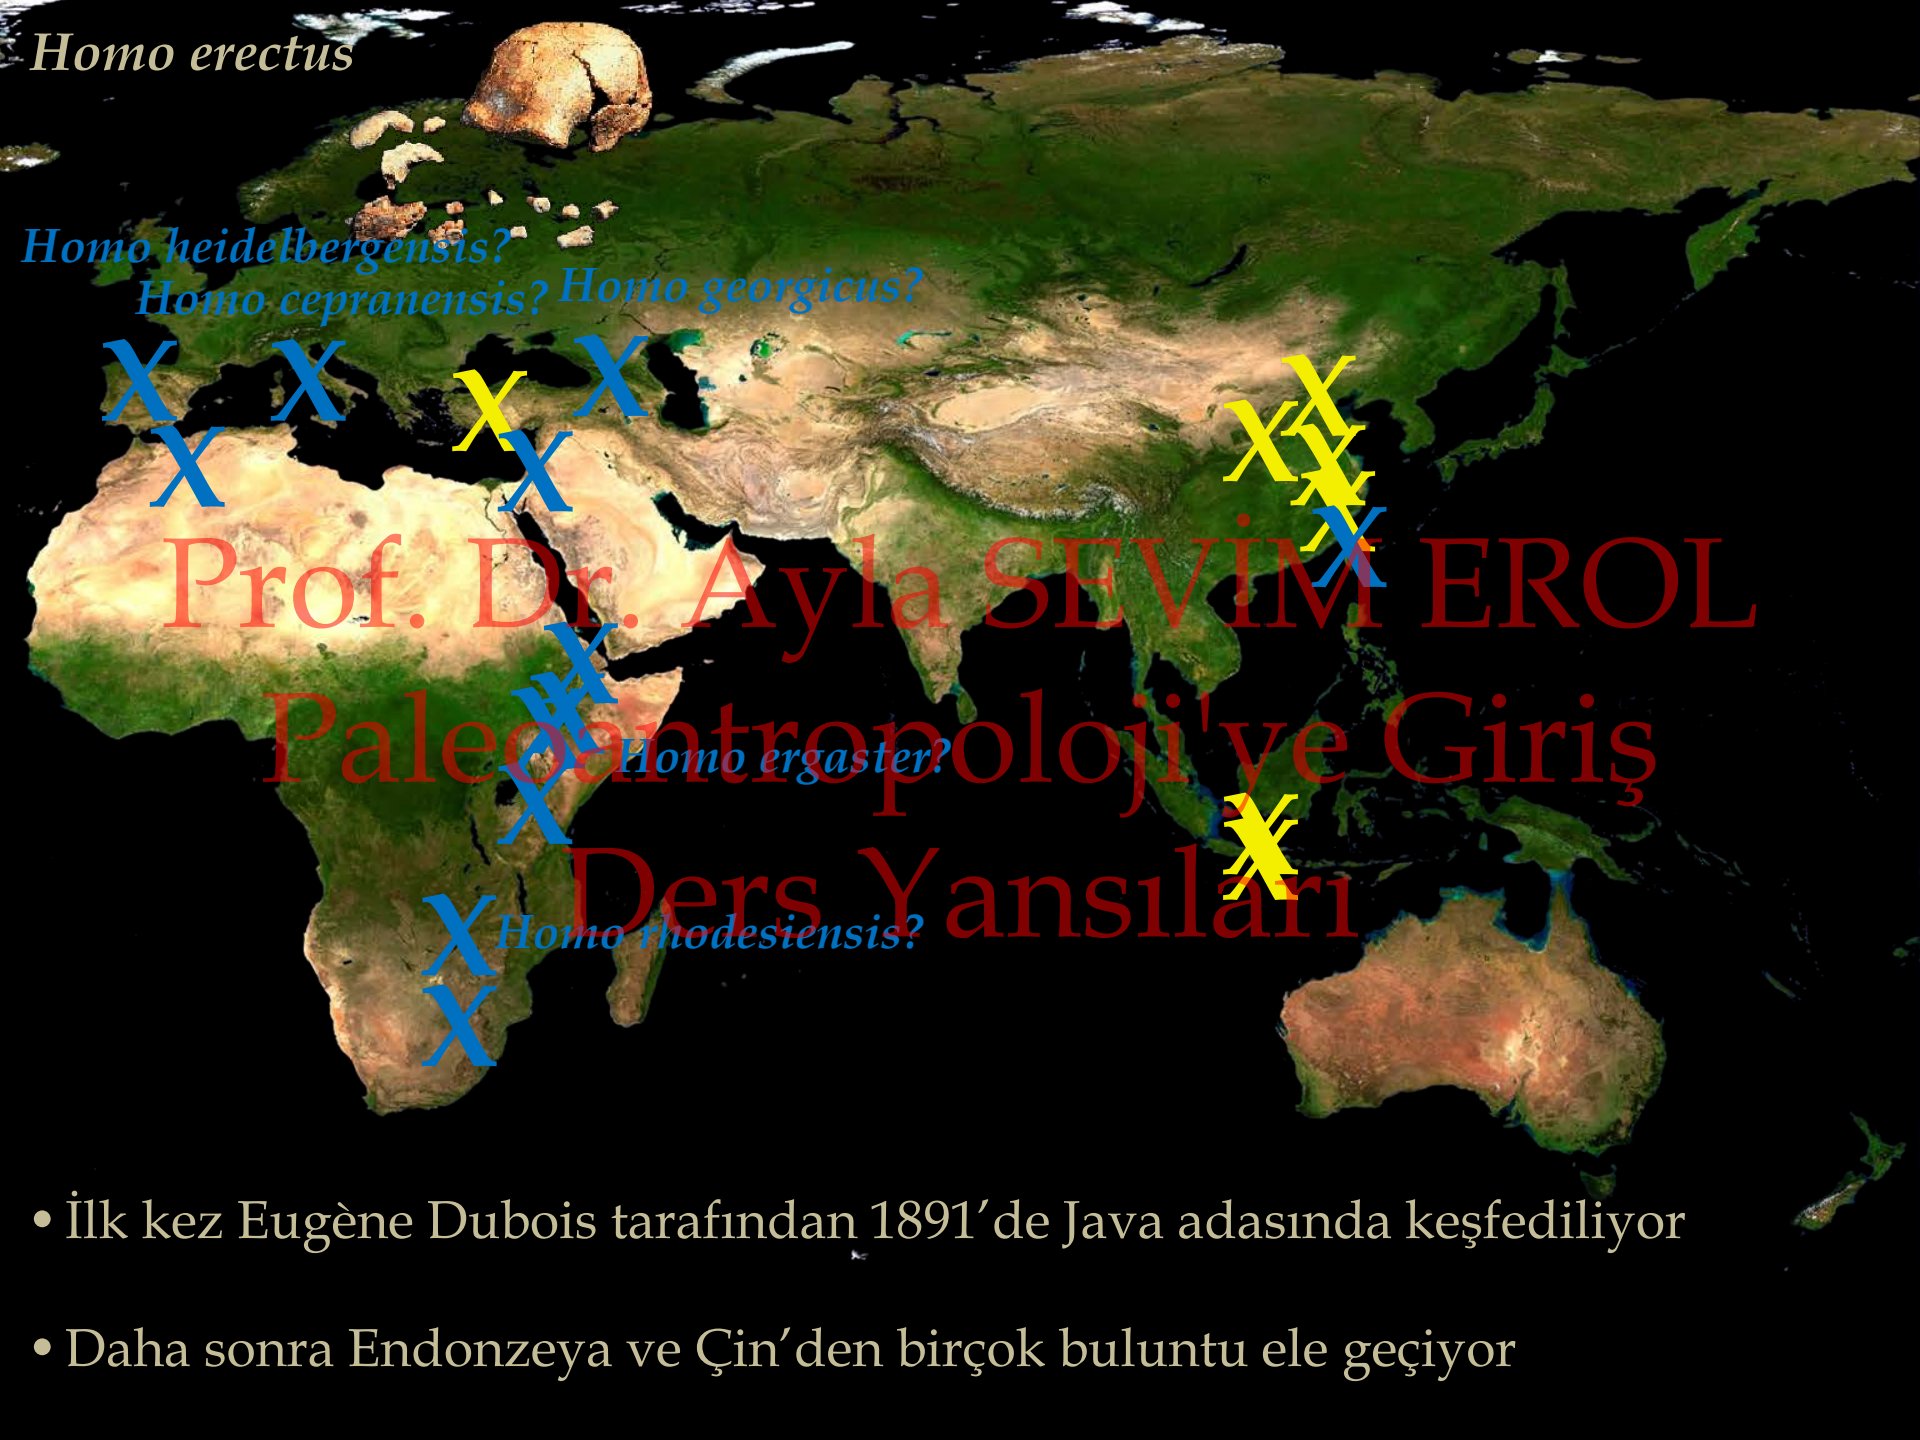 Homo erectus
Homo heidelbergensis?
Homo cepranensis?
Homo georgicus?
X
X
X
X
X
X
X
X
X
X
X
X
Prof. Dr. Ayla SEVİM EROL
X
X
X
X
X
Paleoantropoloji'ye Giriş
Homo ergaster?
X
X
X
Ders Yansıları
X
Homo rhodesiensis?
X
• İlk kez Eugène Dubois tarafından 1891’de Java adasında keşfediliyor
• Daha sonra Endonzeya ve Çin’den birçok buluntu ele geçiyor